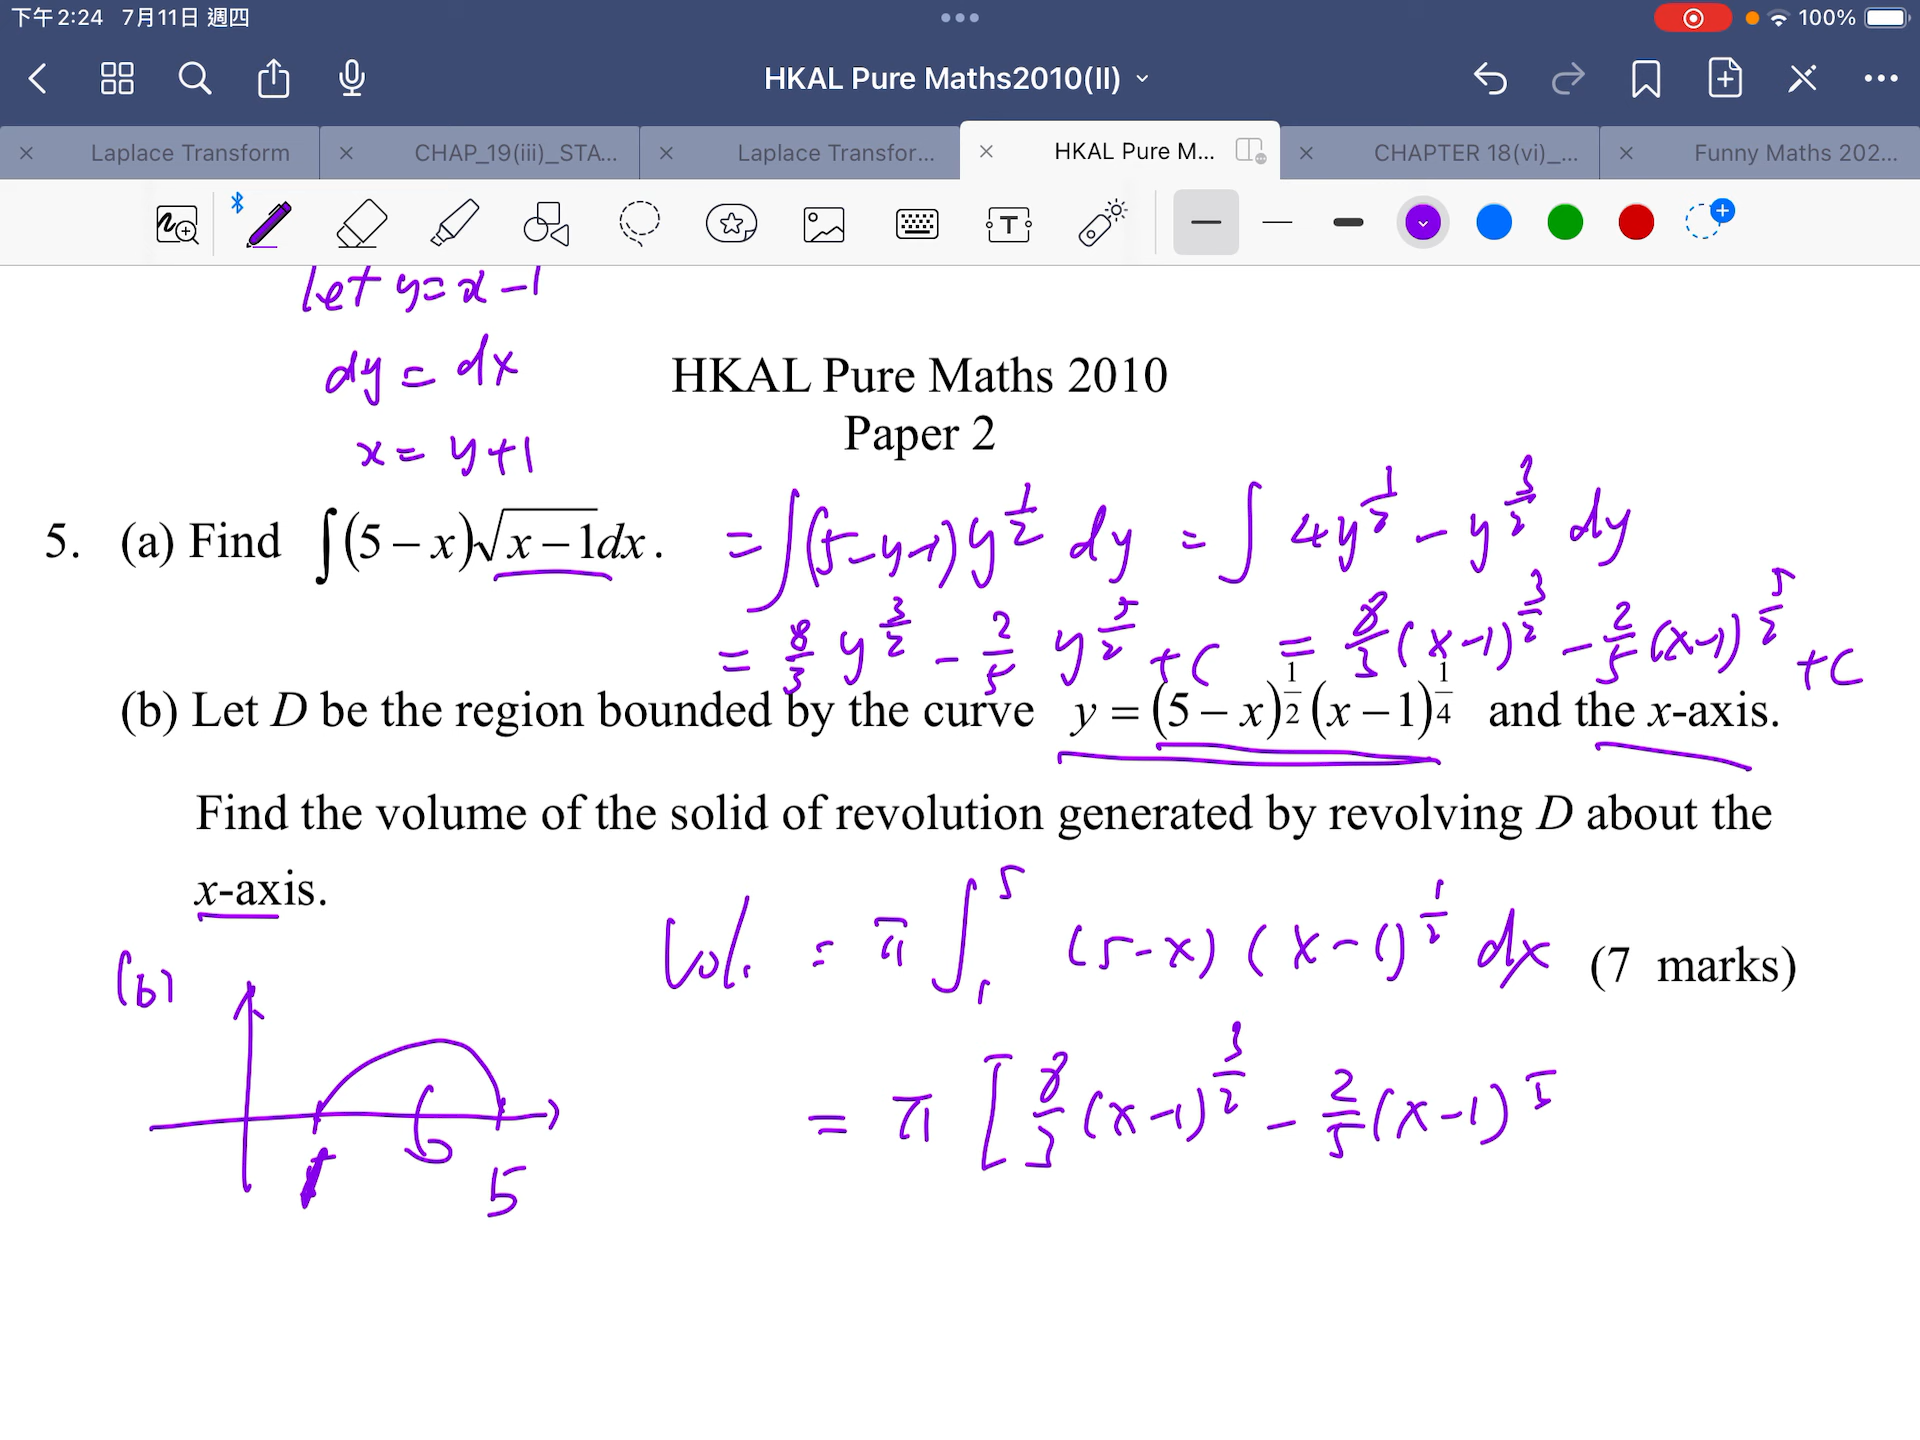 下午2:24 7月11日 週四
100%
HKAL Pure Maths2010(II)
Laplace Transform
CHAP_19(iii)_STA...
Laplace Transfor...
HKAL Pure M...
CHAPTER 18(vi)_...
Funny Maths 202...
T
let y = x - 1
dy = dx
x = y+1
HKAL Pure Maths 2010
Paper 2
5. (a) Find ∫(5 − x)√(x − 1)dx. = ∫(5-y-1)y^(1/2) dy = ∫ 4y^(1/2) - y^(3/2) dy
= 8/3 y^(3/2) - 2/5 y^(5/2) + C = 8/3 (x-1)^(3/2) - 2/5 (x-1)^(5/2) + C
(b) Let D be the region bounded by the curve y = (5 − x)^(1/2) (x − 1)^(1/4) and the x-axis.
Find the volume of the solid of revolution generated by revolving D about the
x-axis.
Vol. = π ∫₁⁵ (5-x) (x-1)^(1/2) dx (7 marks)
(b)
= π [ 8/3 (x-1)^(3/2) - 2/5 (x-1)^5
1
5